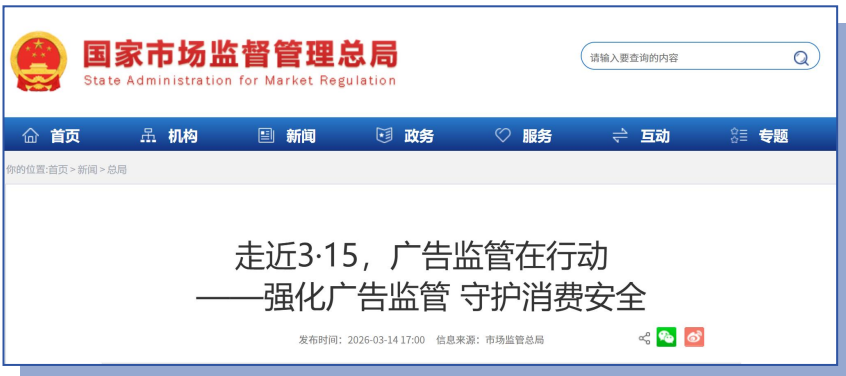 国家市场监督管理总局
State Administration for Market Regulation
请输入要查询的内容
首页 机构 新闻 政务 服务 互动 专题
你的位置:首页 > 新闻 > 总局
走近3·15，广告监管在行动
——强化广告监管 守护消费安全
发布时间：2026-03-14 17:00 信息来源：市场监管总局